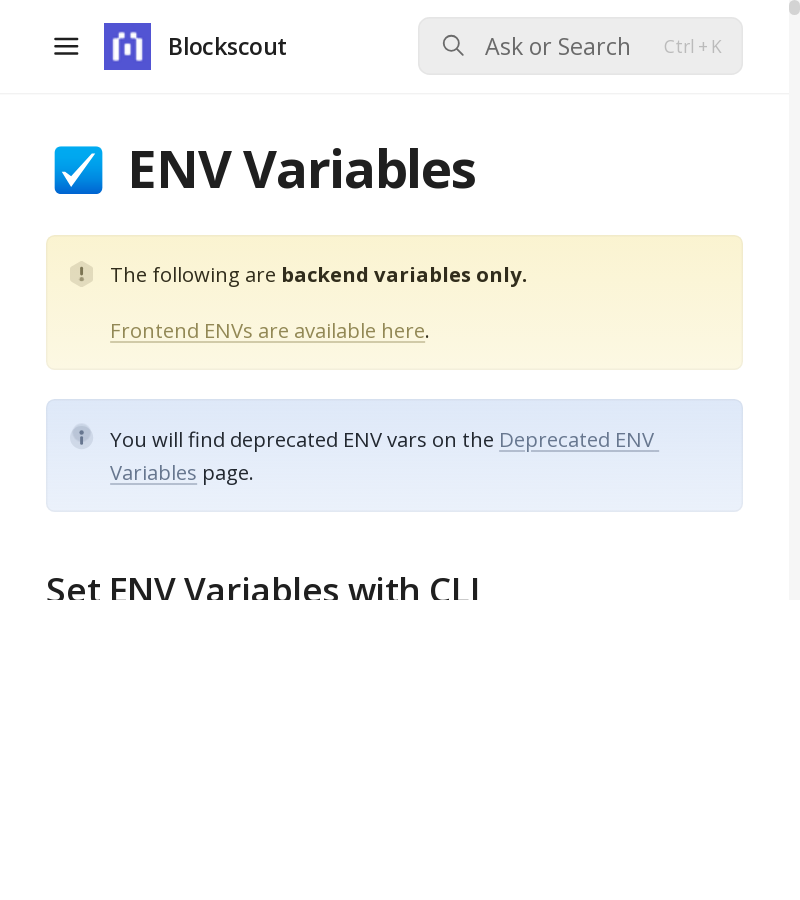 Blockscout
Ask or Search
Ctrl + K
ENV Variables
The following are backend variables only.
Frontend ENVs are available here.
You will find deprecated ENV vars on the Deprecated ENV
Variables page.
Set ENV Variables with CLI